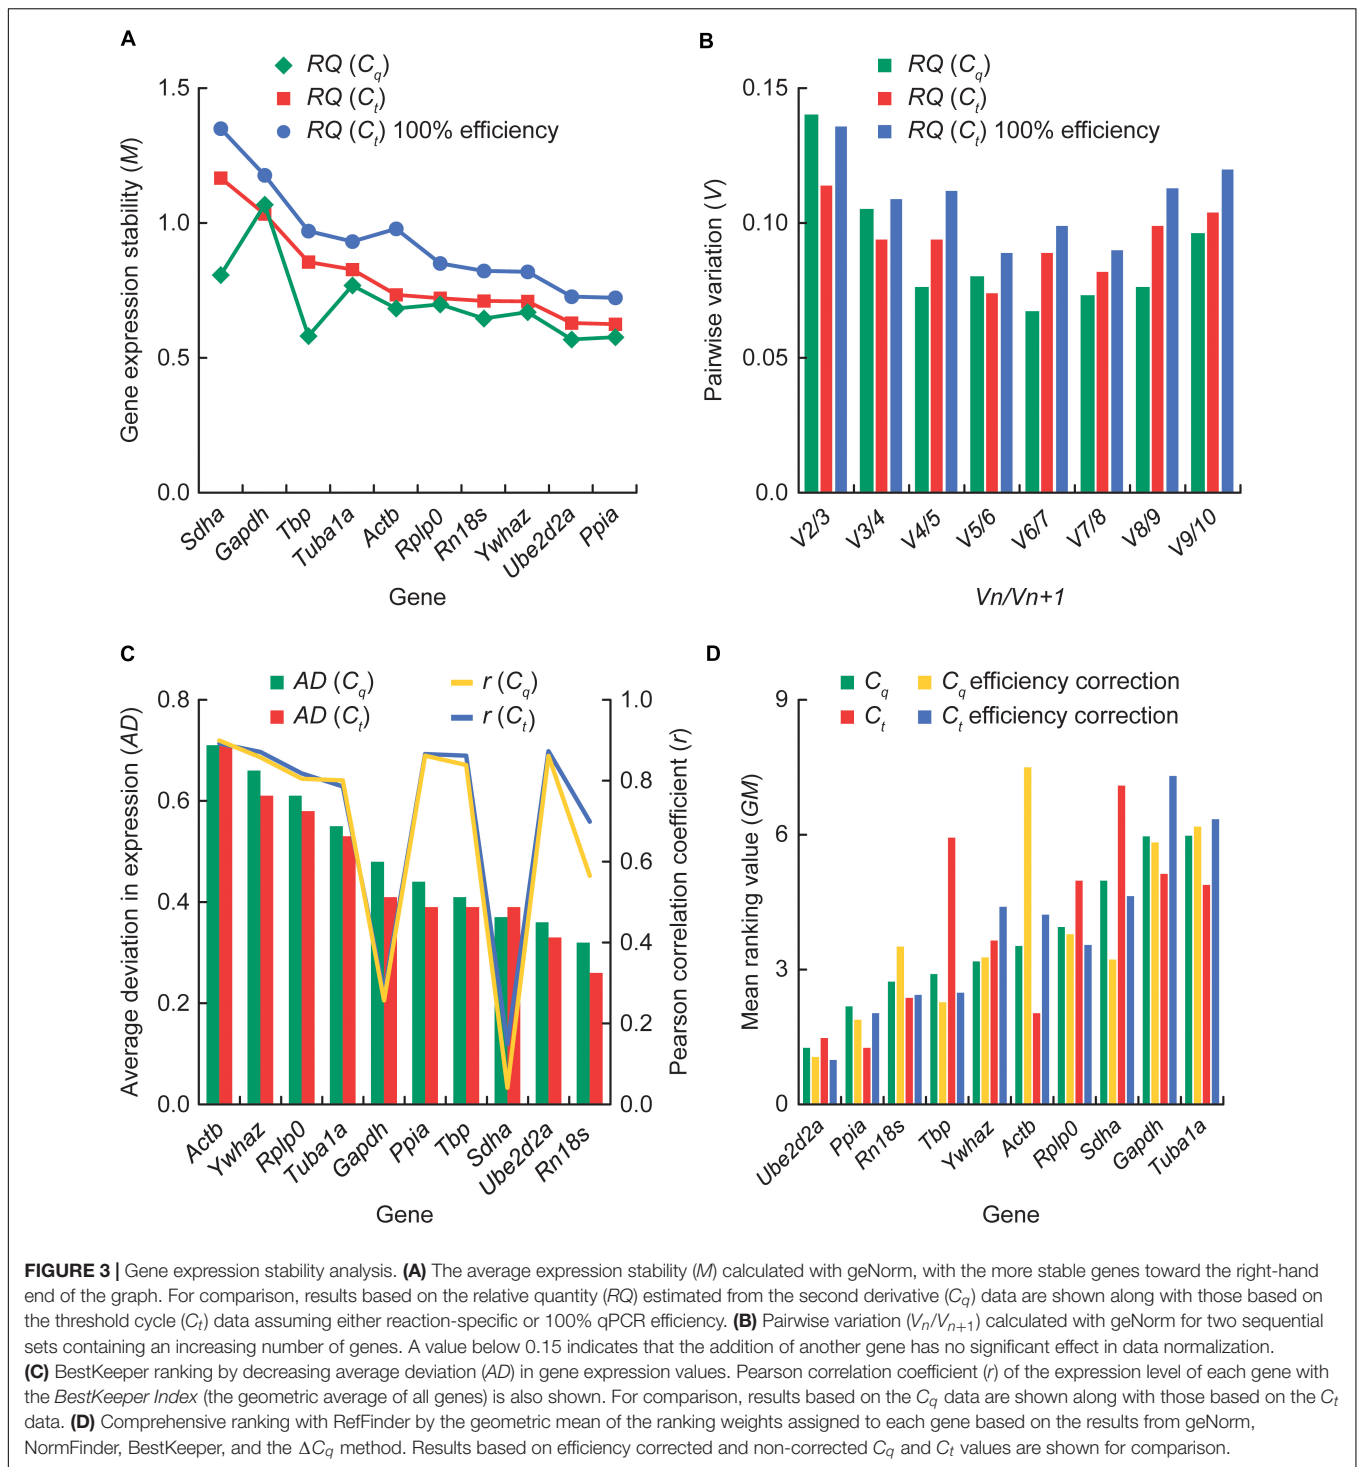 A
RQ (Cq)
RQ (Ct)
RQ (Ct) 100% efficiency
1.5
1.0
0.5
0.0
Gene expression stability (M)
Sdha
Gapdh
Tbp
Tuba1a
Actb
Rplp0
Rn18s
Ywhaz
Ube2d2a
Ppia
Gene
B
RQ (Cq)
RQ (Ct)
RQ (Ct) 100% efficiency
0.15
0.10
0.05
0.0
Pairwise variation (V)
V2/3
V3/4
V4/5
V5/6
V6/7
V7/8
V8/9
V9/10
Vn/Vn+1
C
AD (Cq)
AD (Ct)
r (Cq)
r (Ct)
0.8
0.6
0.4
0.2
0.0
Average deviation in expression (AD)
1.0
0.8
0.6
0.4
0.2
0.0
Pearson correlation coefficient (r)
Actb
Ywhaz
Rplp0
Tuba1a
Gapdh
Ppia
Tbp
Sdha
Ube2d2a
Rn18s
Gene
D
Cq
Ct
Cq efficiency correction
Ct efficiency correction
9
6
3
0
Mean ranking value (GM)
Ube2d2a
Ppia
Rn18s
Tbp
Ywhaz
Actb
Rplp0
Sdha
Gapdh
Tuba1a
Gene
FIGURE 3 | Gene expression stability analysis. (A) The average expression stability (M) calculated with geNorm, with the more stable genes toward the right-hand
end of the graph. For comparison, results based on the relative quantity (RQ) estimated from the second derivative (Cq) data are shown along with those based on
the threshold cycle (Ct) data assuming either reaction-specific or 100% qPCR efficiency. (B) Pairwise variation (Vn/Vn+1) calculated with geNorm for two sequential
sets containing an increasing number of genes. A value below 0.15 indicates that the addition of another gene has no significant effect in data normalization.
(C) BestKeeper ranking by decreasing average deviation (AD) in gene expression values. Pearson correlation coefficient (r) of the expression level of each gene with
the BestKeeper Index (the geometric average of all genes) is also shown. For comparison, results based on the Cq data are shown along with those based on the Ct
data. (D) Comprehensive ranking with RefFinder by the geometric mean of the ranking weights assigned to each gene based on the results from geNorm,
NormFinder, BestKeeper, and the ΔCq method. Results based on efficiency corrected and non-corrected Cq and Ct values are shown for comparison.